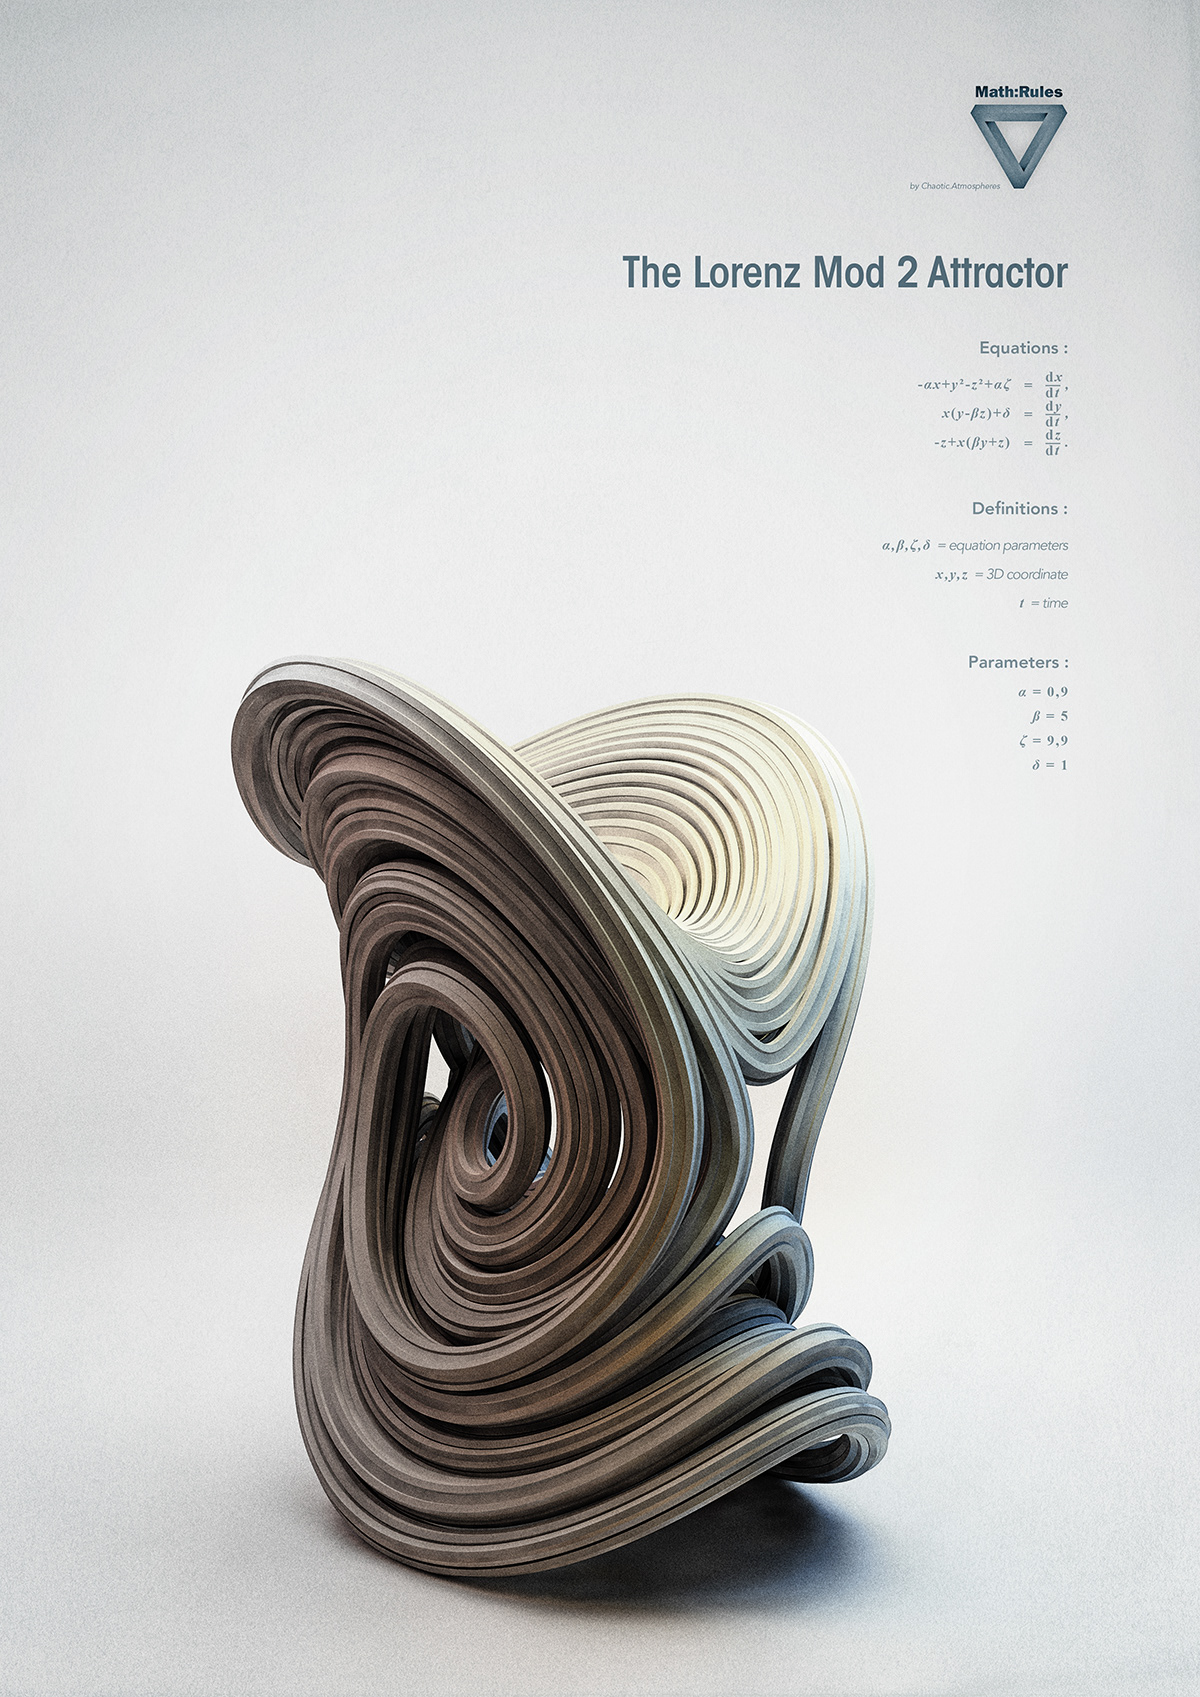 Math:Rules
by Chaotic Atmospheres
The Lorenz Mod 2 Attractor
Equations :
-αx+y²-z²+αζ = dx/dt,
x(y-βz)+δ = dy/dt,
-z+x(βy+z) = dz/dt.
Definitions :
α,β,ζ,δ = equation parameters
x,y,z = 3D coordinate
t = time
Parameters :
α = 0,9
β = 5
ζ = 9,9
δ = 1